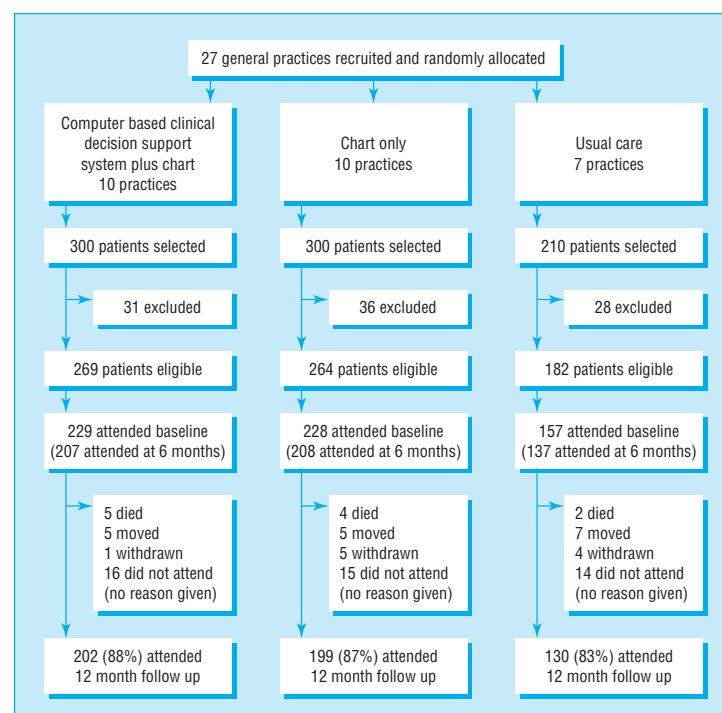 27 general practices recruited and randomly allocated
Computer based clinical
decision support
system plus chart
10 practices
Chart only
10 practices
Usual care
7 practices
300 patients selected
300 patients selected
210 patients selected
31 excluded
36 excluded
28 excluded
269 patients eligible
264 patients eligible
182 patients eligible
229 attended baseline
(207 attended at 6 months)
228 attended baseline
(208 attended at 6 months)
157 attended baseline
(137 attended at 6 months)
5 died
5 moved
1 withdrawn
16 did not attend
(no reason given)
4 died
5 moved
5 withdrawn
15 did not attend
(no reason given)
2 died
7 moved
4 withdrawn
14 did not attend
(no reason given)
202 (88%) attended
12 month follow up
199 (87%) attended
12 month follow up
130 (83%) attended
12 month follow up